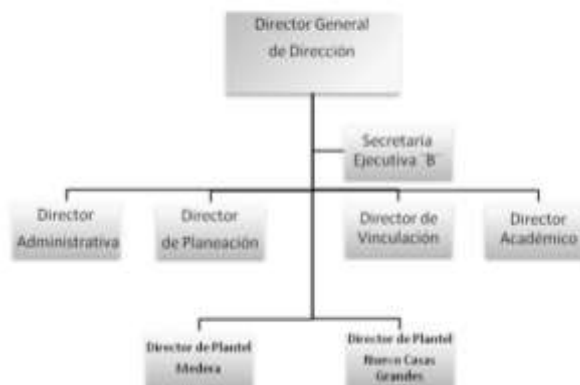 Director General
de Dirección
Secretaria
Ejecutiva "B"
Director
Administrativa
Director
de Planeación
Director de
Vinculación
Director
Académico
Director de Plantel
Madera
Director de Plantel
Nuevo Casas
Grandes